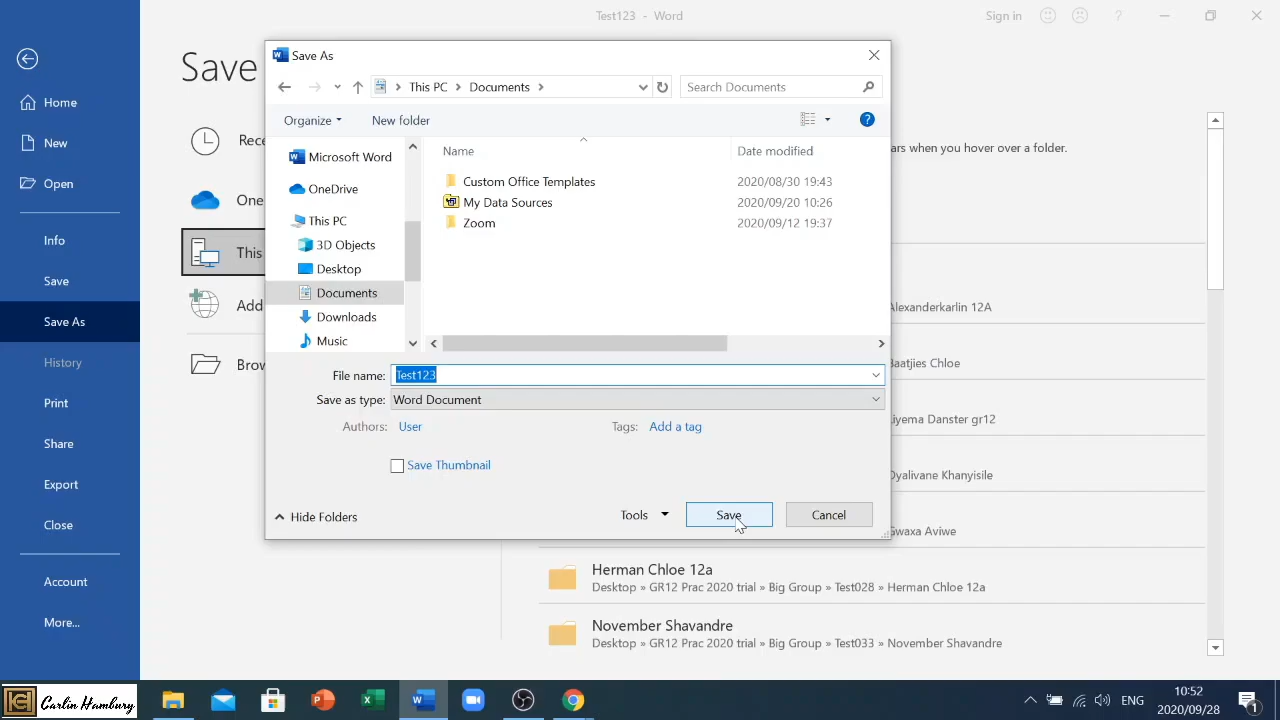 Test123 - Word
Sign in
?
Home
New
Open
Info
Save
Save As
History
Print
Share
Export
Close
Account
More...
Save
Rece
One
This
Add
Brow
Save As
This PC
Documents
Search Documents
Organize
New folder
?
Microsoft Word
OneDrive
This PC
3D Objects
Desktop
Documents
Downloads
Music
Name
Date modified
Custom Office Templates
2020/08/30 19:43
My Data Sources
2020/09/20 10:26
Zoom
2020/09/12 19:37
File name:
Test123
Save as type:
Word Document
Authors:
User
Tags:
Add a tag
Save Thumbnail
Hide Folders
Tools
Save
Cancel
ars when you hover over a folder.
Alexanderkarlin 12A
Baatjies Chloe
Liyema Danster gr12
Dyalivane Khanyisile
Gwaxa Aviwe
Herman Chloe 12a
Desktop » GR12 Prac 2020 trial » Big Group » Test028 » Herman Chloe 12a
November Shavandre
Desktop » GR12 Prac 2020 trial » Big Group » Test033 » November Shavandre
Carlin Hambury
ENG
10:52
2020/09/28
1